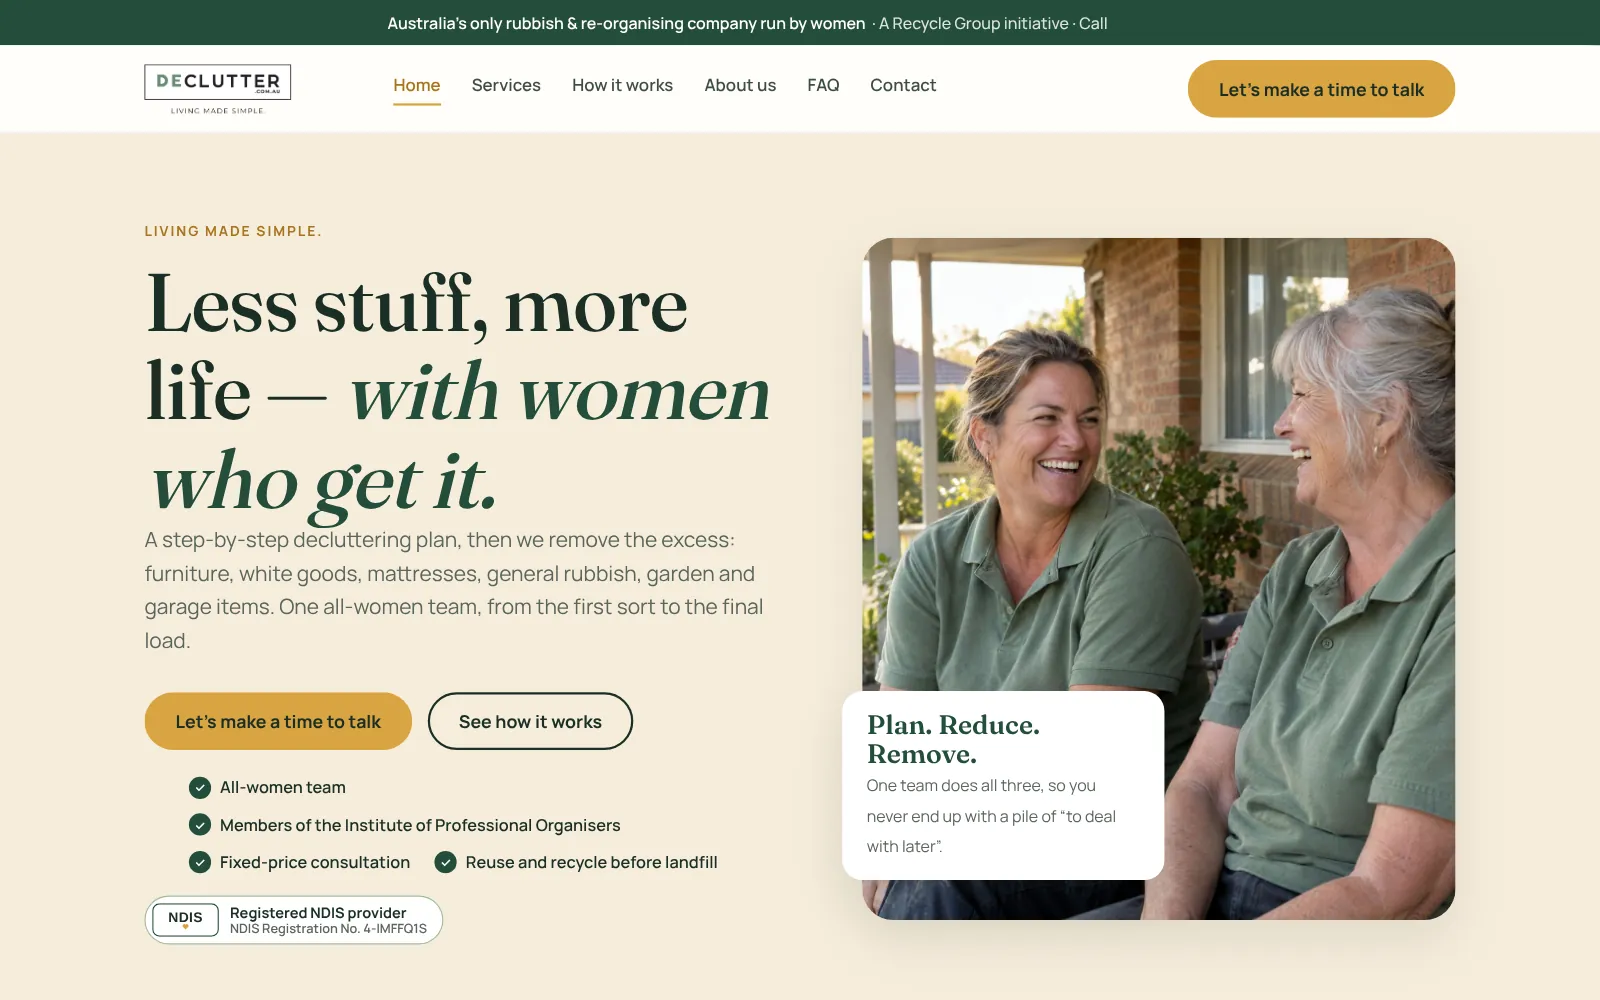 Australia's only rubbish & re-organising company run by women · A Recycle Group initiative · Call
DECLUTTER
.COM.AU
LIVING MADE SIMPLE.
Home
Services
How it works
About us
FAQ
Contact
Let's make a time to talk
LIVING MADE SIMPLE.
Less stuff, more
life — with women
who get it.
A step-by-step decluttering plan, then we remove the excess:
furniture, white goods, mattresses, general rubbish, garden and
garage items. One all-women team, from the first sort to the final
load.
Let's make a time to talk
See how it works
All-women team
Members of the Institute of Professional Organisers
Fixed-price consultation
Reuse and recycle before landfill
NDIS
Registered NDIS provider
NDIS Registration No. 4-IMFFQ1S
Plan. Reduce.
Remove.
One team does all three, so you
never end up with a pile of “to deal
with later”.